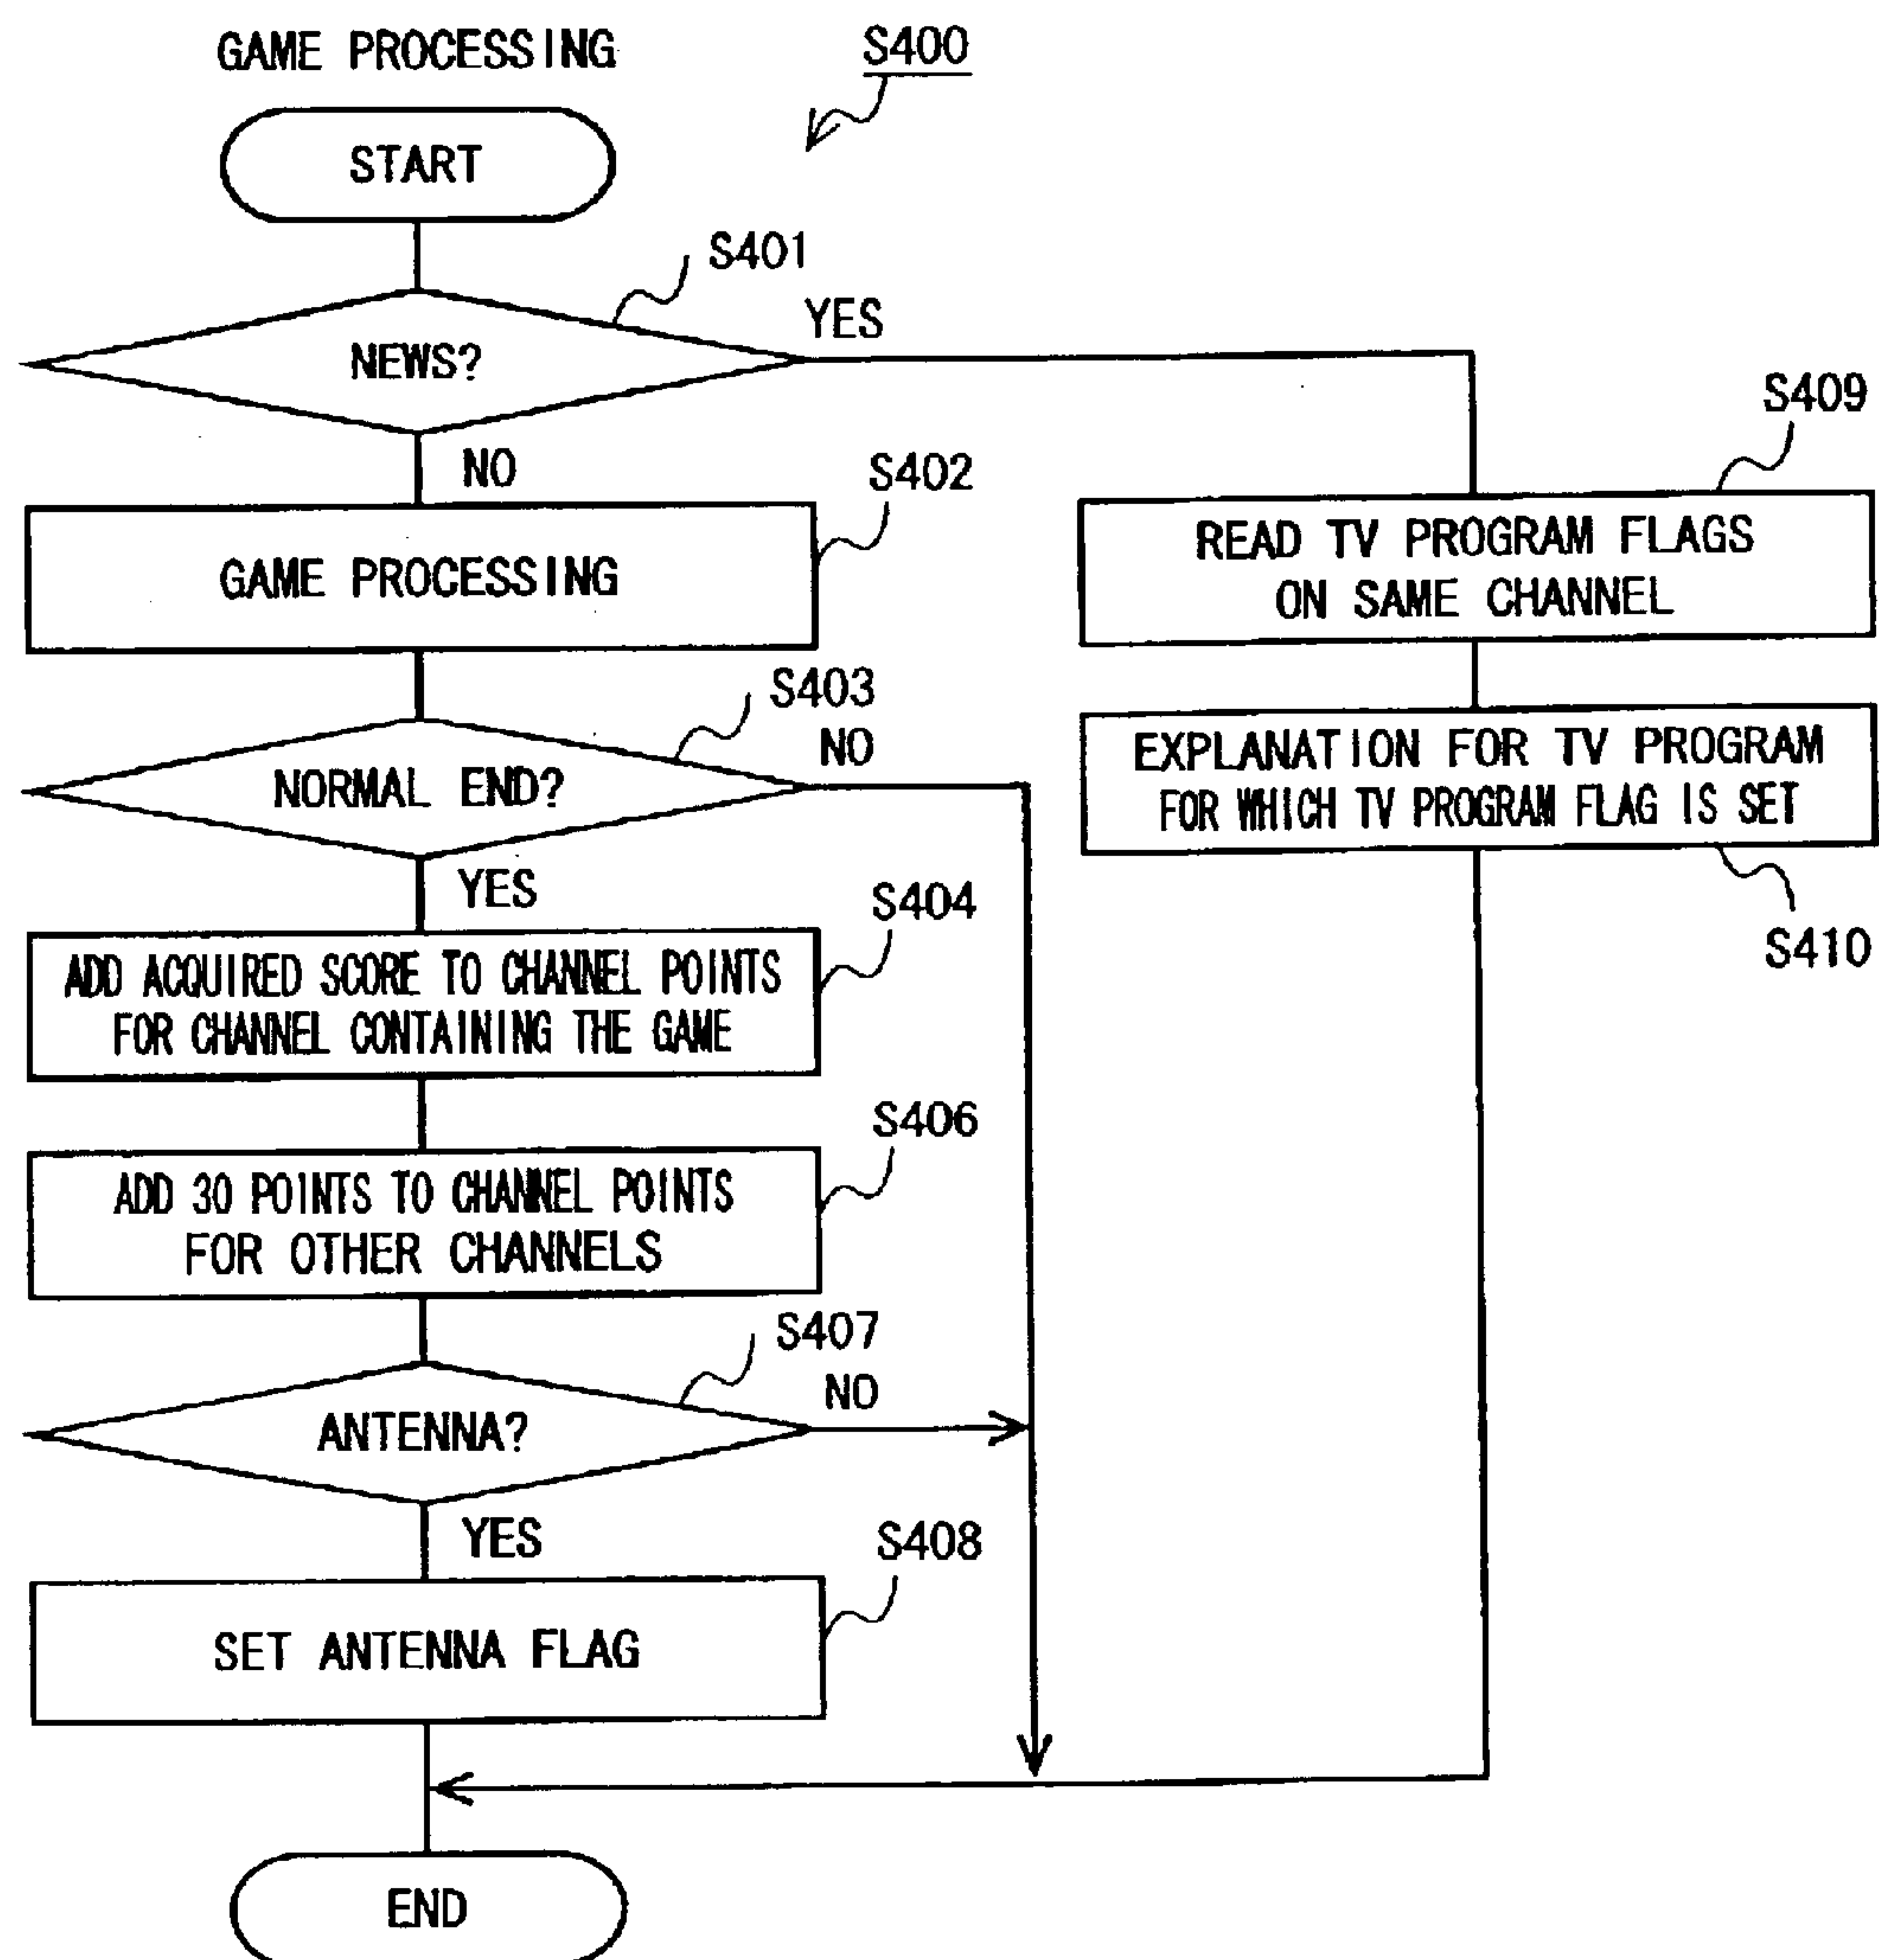 GAME PROCESSING
S400
START
S401
NEWS?
YES
NO
S402
GAME PROCESSING
S403
NORMAL END?
NO
YES
S404
ADD ACQUIRED SCORE TO CHANNEL POINTS
FOR CHANNEL CONTAINING THE GAME
S406
ADD 30 POINTS TO CHANNEL POINTS
FOR OTHER CHANNELS
S407
ANTENNA?
NO
YES
S408
SET ANTENNA FLAG
END
S409
READ TV PROGRAM FLAGS
ON SAME CHANNEL
EXPLANATION FOR TV PROGRAM
FOR WHICH TV PROGRAM FLAG IS SET
S410